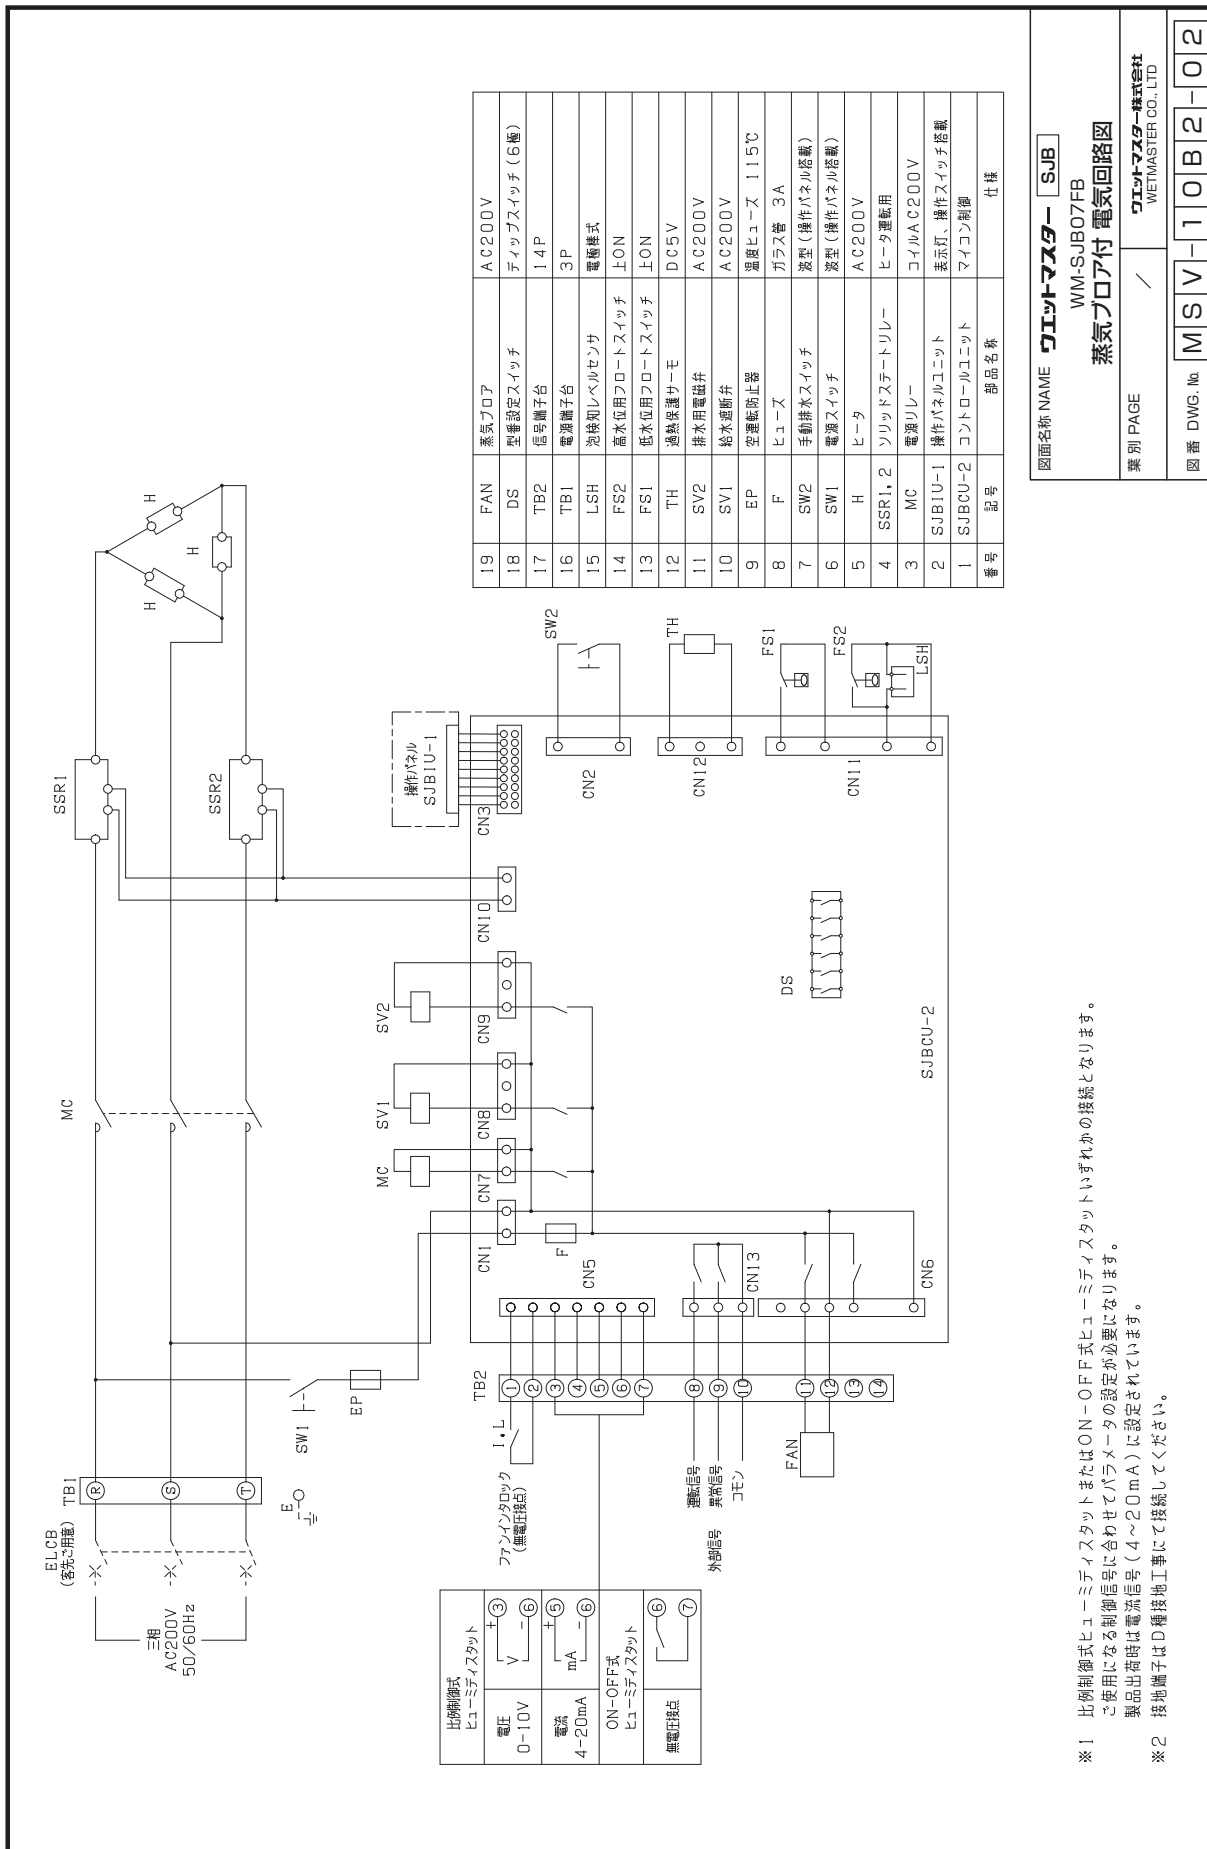 ELCB
(客先ご用意)
三相
AC200V
50/60Hz
TB1
R
S
T
E
SW1
EP
MC
SSR1
SSR2
H
H
H
比例制御式
ヒューミディスタット
電圧
0-10V
+
V
-
③
⑥
電流
4-20mA
+
mA
-
⑤
⑥
ON-OFF式
ヒューミディスタット
無電圧接点
⑥
⑦
ファンインタロック
(無電圧接点)
I.L
外部信号
運転信号
異常信号
コモン
FAN
TB2
①
②
③
④
⑤
⑥
⑦
⑧
⑨
⑩
⑪
⑫
⑬
⑭
CN1
F
CN5
CN13
CN6
MC
CN7
SV1
CN8
SV2
CN9
CN10
操作パネル
SJBIU-1
CN3
DS
SJBCU-2
CN2
SW2
CN12
TH
CN11
FS1
FS2
LSH
19 FAN 蒸気ブロア AC200V
18 DS 型番設定スイッチ ディップスイッチ(6極)
17 TB2 信号端子台 14P
16 TB1 電源端子台 3P
15 LSH 泡検知レベルセンサ 電極棒式
14 FS2 高水位用フロートスイッチ 上ON
13 FS1 低水位用フロートスイッチ 上ON
12 TH 過熱保護サーモ DC5V
11 SV2 排水用電磁弁 AC200V
10 SV1 給水遮断弁 AC200V
9 EP 空運転防止器 温度ヒューズ 115℃
8 F ヒューズ ガラス管 3A
7 SW2 手動排水スイッチ 波型(操作パネル搭載)
6 SW1 電源スイッチ 波型(操作パネル搭載)
5 H ヒータ AC200V
4 SSR1,2 ソリッドステートリレー ヒータ運転用
3 MC 電源リレー コイルAC200V
2 SJBIU-1 操作パネルユニット 表示灯、操作スイッチ搭載
1 SJBCU-2 コントロールユニット マイコン制御
番号 記号 部品名称 仕様
※1 比例制御式ヒューミディスタットまたはON-OFF式ヒューミディスタットいずれかの接続となります。
ご使用になる制御信号に合わせてパラメータの設定が必要になります。
製品出荷時は電流信号(4~20mA)に設定されています。
※2 接地端子はD種接地工事にて接続してください。
図面名称 NAME ウエットマスター SJB
WM-SJB07FB
蒸気ブロア付 電気回路図
葉別 PAGE /
ウエットマスター株式会社
WETMASTER CO., LTD
図番 DWG. No. MSV-10B2-02